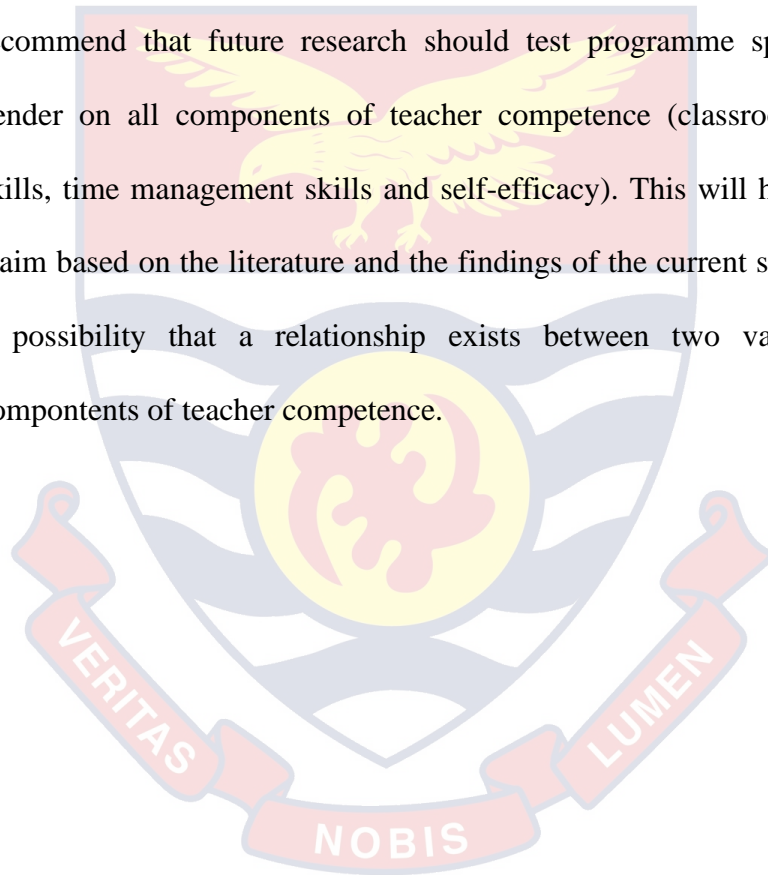 ecommend that future research should test programme sp
ender on all components of teacher competence (classroo
kills, time management skills and self-efficacy). This will h
aim based on the literature and the findings of the current s
possibility that a relationship exists between two va
ompontents of teacher competence.
VERITAS
NOBIS
LUMEN